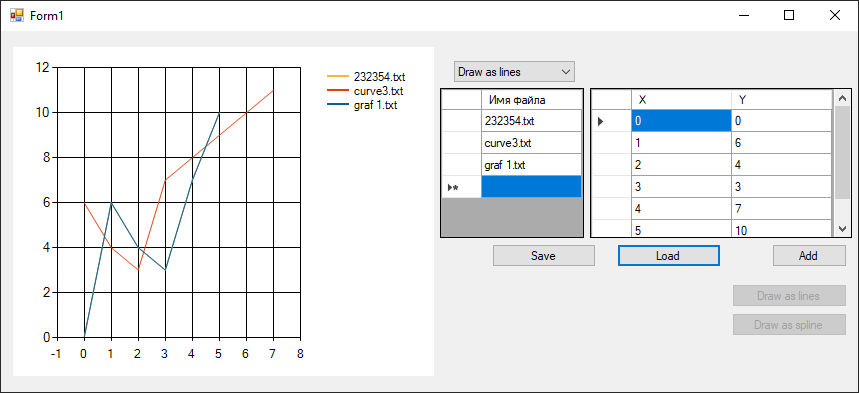 Form1
12
10
8
6
4
2
0
-1 0 1 2 3 4 5 6 7 8
232354.txt
curve3.txt
graf 1.txt
Draw as lines
Имя файла
232354.txt
curve3.txt
graf 1.txt
X Y
0 0
1 6
2 4
3 3
4 7
5 10
Save Load Add
Draw as lines
Draw as spline